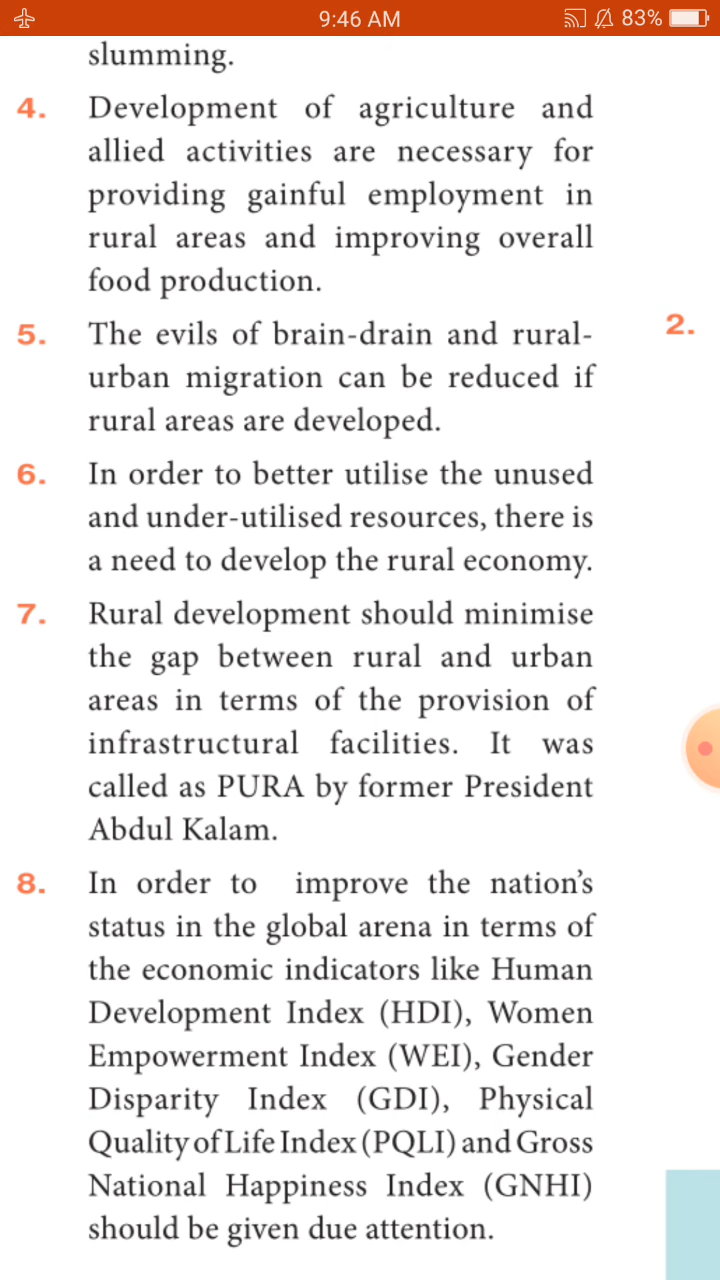 9:46 AM
83%
slumming.
4. Development of agriculture and
allied activities are necessary for
providing gainful employment in
rural areas and improving overall
food production.
5. The evils of brain-drain and rural-
urban migration can be reduced if
rural areas are developed.
6. In order to better utilise the unused
and under-utilised resources, there is
a need to develop the rural economy.
7. Rural development should minimise
the gap between rural and urban
areas in terms of the provision of
infrastructural facilities. It was
called as PURA by former President
Abdul Kalam.
8. In order to improve the nation’s
status in the global arena in terms of
the economic indicators like Human
Development Index (HDI), Women
Empowerment Index (WEI), Gender
Disparity Index (GDI), Physical
Quality of Life Index (PQLI) and Gross
National Happiness Index (GNHI)
should be given due attention.
2.